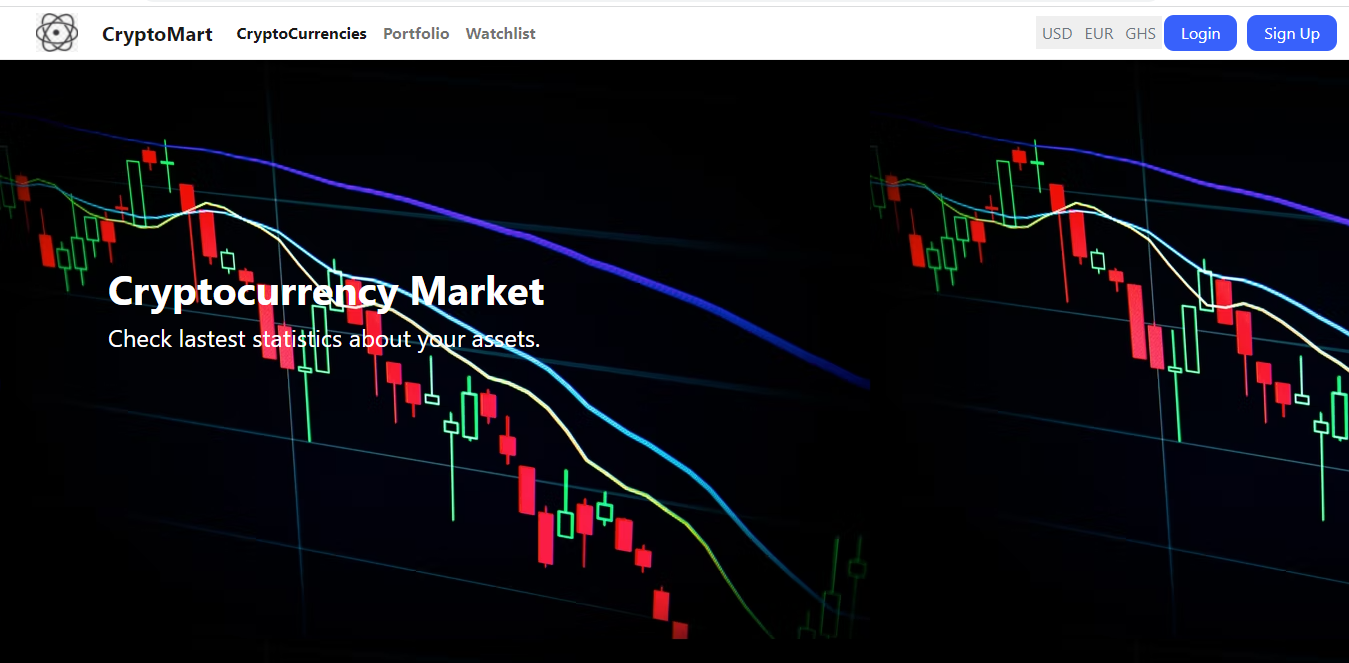 CryptoMart CryptoCurrencies Portfolio Watchlist USD EUR GHS Login Sign Up
Cryptocurrency Market
Check lastest statistics about your assets.